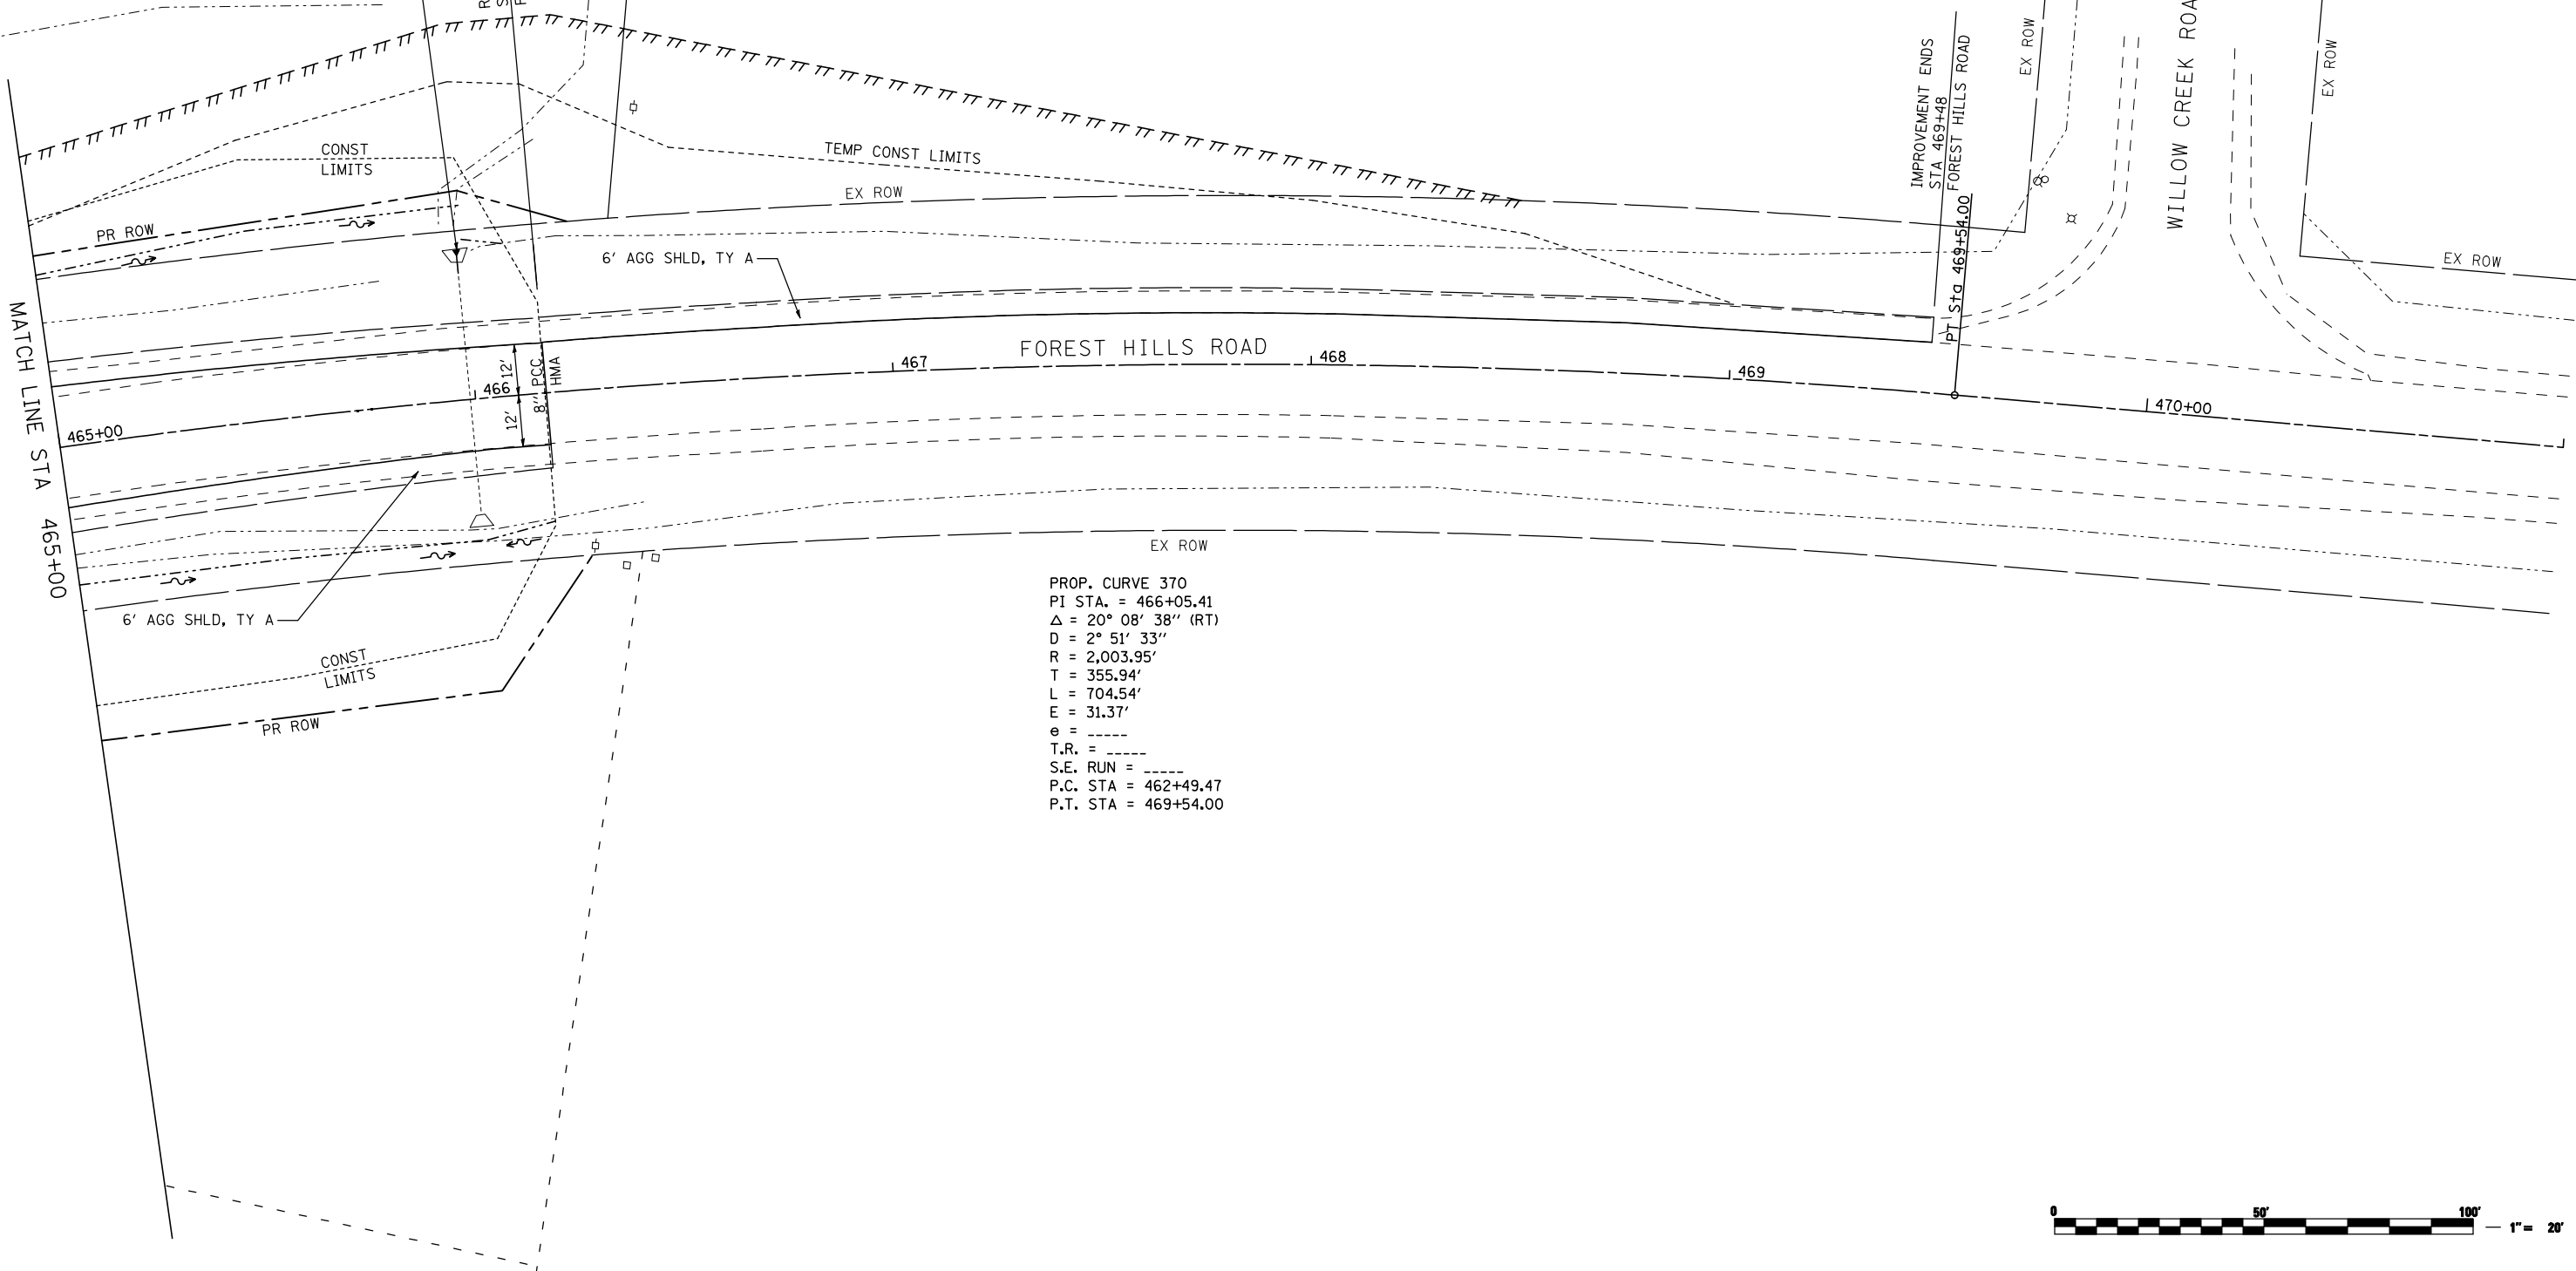 R
S
F
IMPROVEMENT ENDS
STA 469+48
FOREST HILLS ROAD
EX ROW
WILLOW CREEK ROA
EX ROW
CONST
LIMITS
TEMP CONST LIMITS
EX ROW
PR ROW
PT Sta 469+54.00
6' AGG SHLD, TY A
EX ROW
MATCH LINE STA 465+00
FOREST HILLS ROAD
465+00
466
467
468
469
470+00
12'
12'
8" PCC
HMA
EX ROW
6' AGG SHLD, TY A
CONST
LIMITS
PR ROW
PROP. CURVE 370
PI STA. = 466+05.41
Δ = 20° 08' 38" (RT)
D = 2° 51' 33"
R = 2,003.95'
T = 355.94'
L = 704.54'
E = 31.37'
e = _____
T.R. = _____
S.E. RUN = _____
P.C. STA = 462+49.47
P.T. STA = 469+54.00
0 50' 100'
1" = 20'